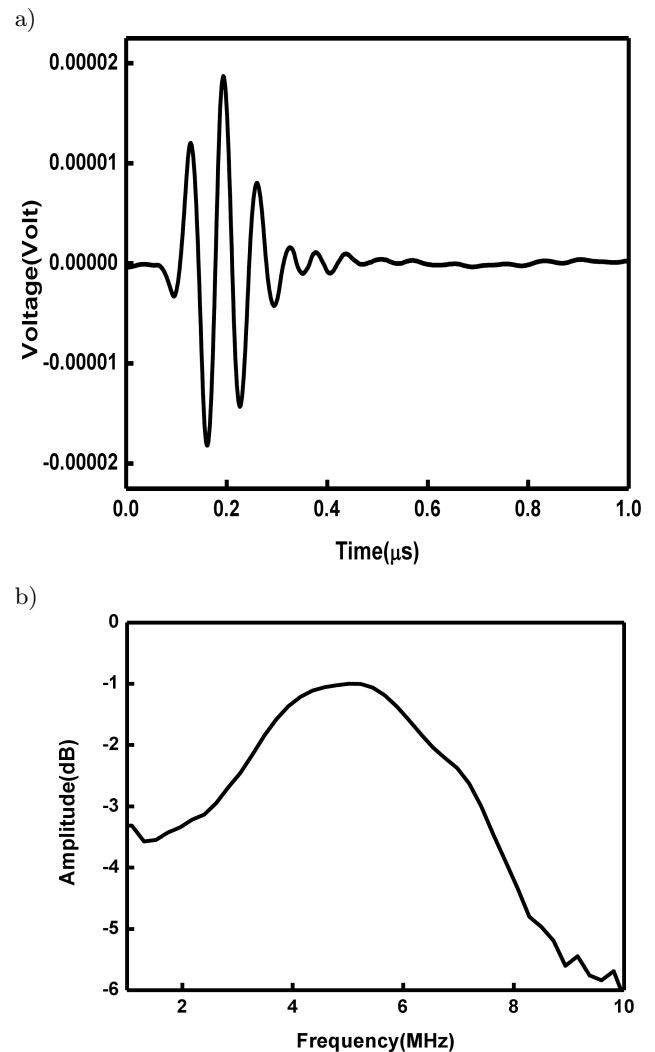 a)
0.00002
0.00001
0.00000
-0.00001
-0.00002
Voltage(Volt)
0.0 0.2 0.4 0.6 0.8 1.0
Time(μs)
b)
0
-1
-2
-3
-4
-5
-6
Amplitude(dB)
2 4 6 8 10
Frequency(MHz)